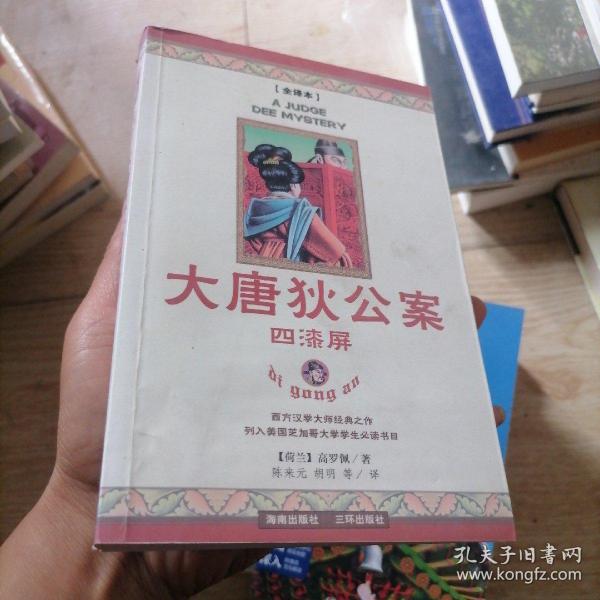 [全译本]
A JUDGE
DEE MYSTERY
大唐狄公案
四漆屏
di gong an
西方汉学大师经典之作
列入美国芝加哥大学学生必读书目
【荷兰】高罗佩/著
陈来元 胡明 等/译
海南出版社 三环出版社
孔夫子旧书网
www.kongfz.com